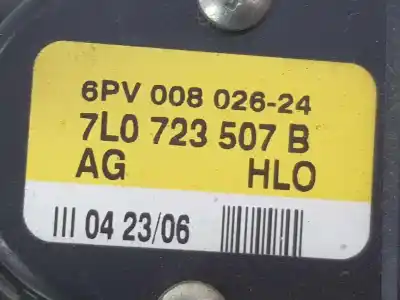 6PV 008 026-24
7L0 723 507 B
AG HLO
III 04 23/06